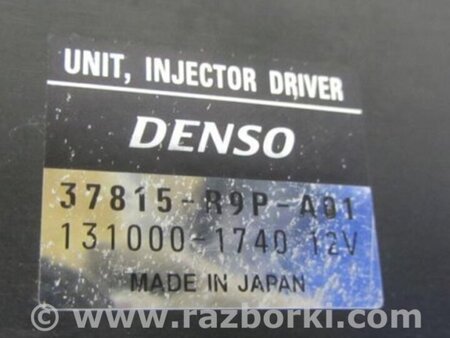 UNIT, INJECTOR DRIVER
DENSO
37815-R9P-A01
131000-1740 12V
MADE IN JAPAN
© www.razborki.com